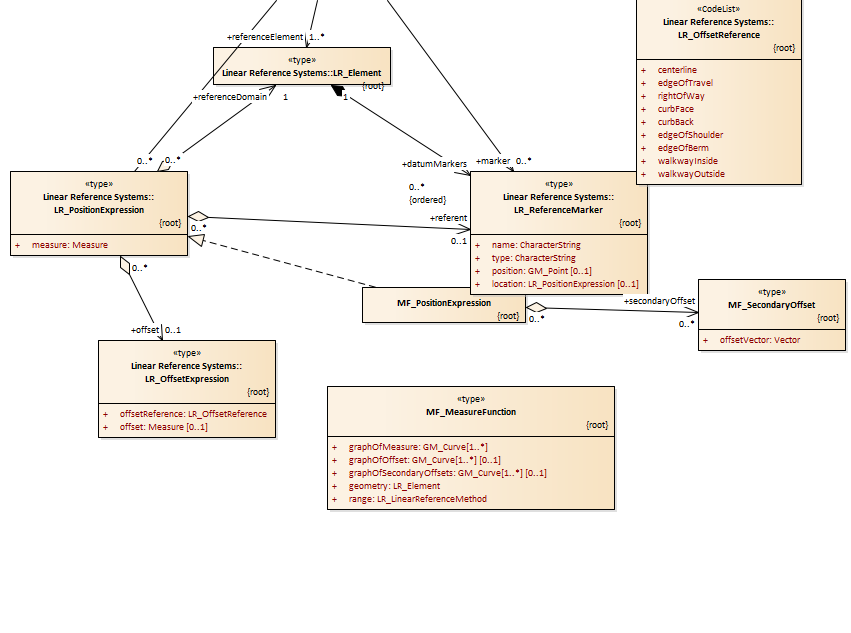 «CodeList»
Linear Reference Systems::
LR_OffsetReference
{root}
+ centerline
+ edgeOfTravel
+ rightOfWay
+ curbFace
+ curbBack
+ edgeOfShoulder
+ edgeOfBerm
+ walkwayInside
+ walkwayOutside
+referenceElement 1..*
«type»
Linear Reference Systems::LR_Element
{root}
+referenceDomain 1
1
0..*
0..*
+datumMarkers
0..*
{ordered}
+marker 0..*
«type»
Linear Reference Systems::
LR_PositionExpression
{root}
+ measure: Measure
0..*
+referent
0..1
«type»
Linear Reference Systems::
LR_ReferenceMarker
{root}
+ name: CharacterString
+ type: CharacterString
+ position: GM_Point [0..1]
+ location: LR_PositionExpression [0..1]
0..*
+offset 0..1
MF_PositionExpression
{root}
0..*
+secondaryOffset
0..*
«type»
MF_SecondaryOffset
{root}
+ offsetVector: Vector
«type»
Linear Reference Systems::
LR_OffsetExpression
{root}
+ offsetReference: LR_OffsetReference
+ offset: Measure [0..1]
«type»
MF_MeasureFunction
{root}
+ graphOfMeasure: GM_Curve[1..*]
+ graphOfOffset: GM_Curve[1..*] [0..1]
+ graphOfSecondaryOffsets: GM_Curve[1..*] [0..1]
+ geometry: LR_Element
+ range: LR_LinearReferenceMethod